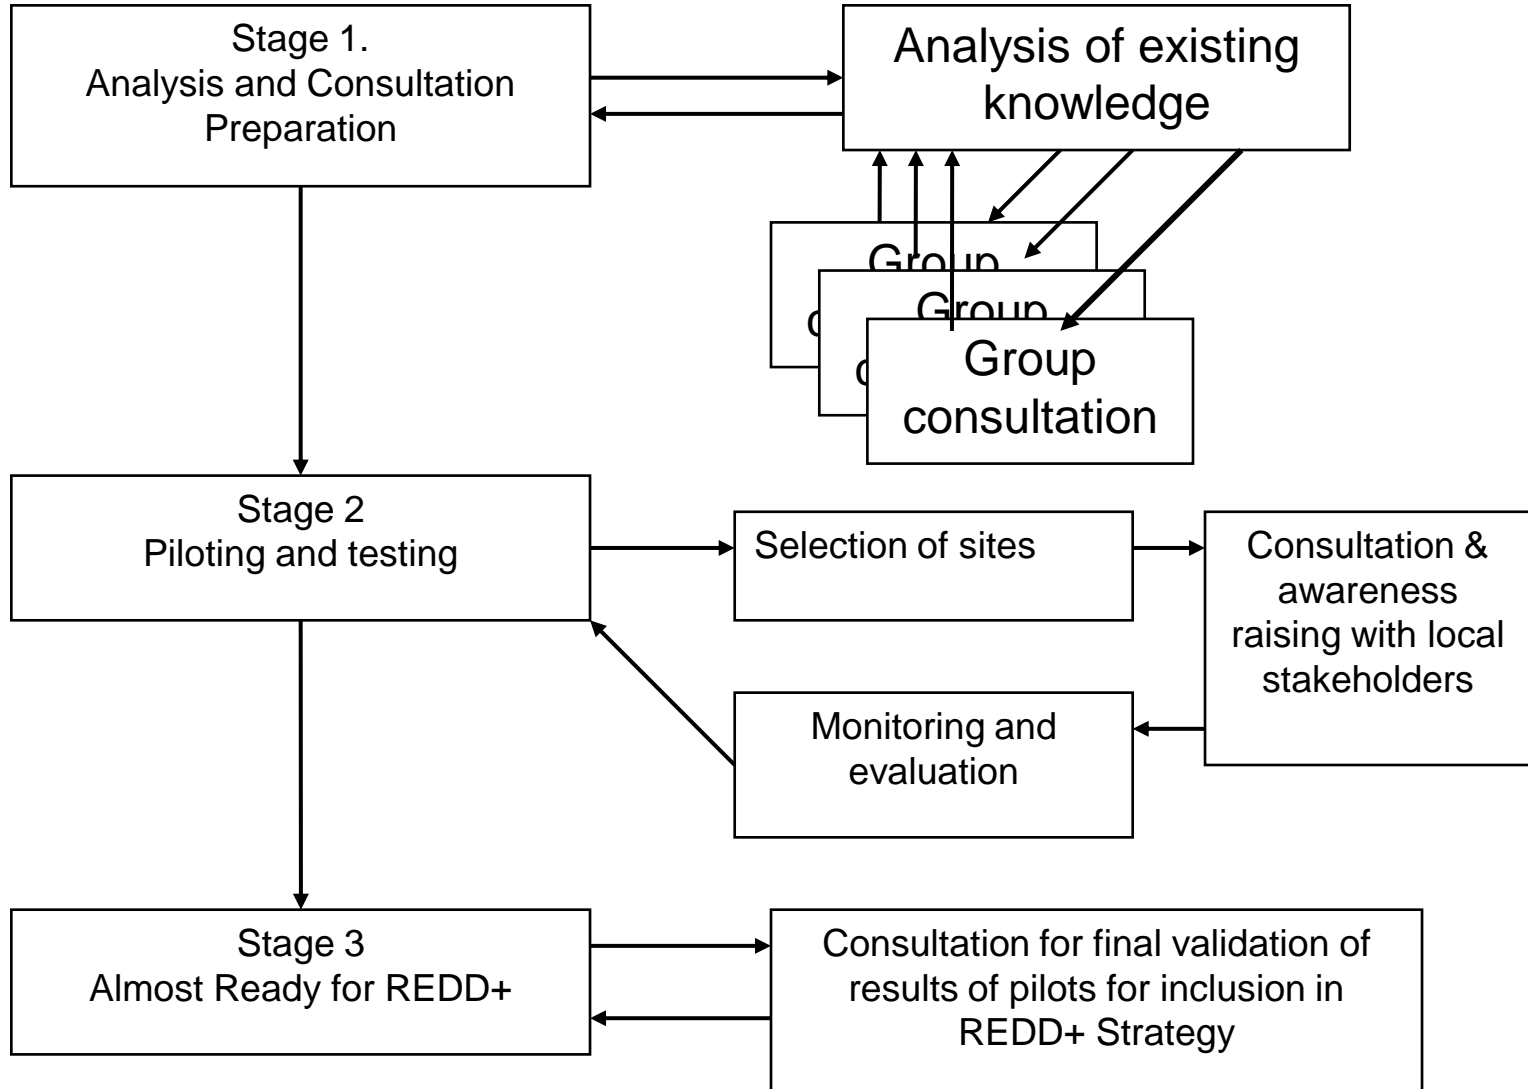 Stage 1.
Analysis and Consultation
Preparation
Analysis of existing
knowledge
Group
Group
Group
consultation
Stage 2
Piloting and testing
Selection of sites
Consultation &
awareness
raising with local
stakeholders
Monitoring and
evaluation
Stage 3
Almost Ready for REDD+
Consultation for final validation of
results of pilots for inclusion in
REDD+ Strategy